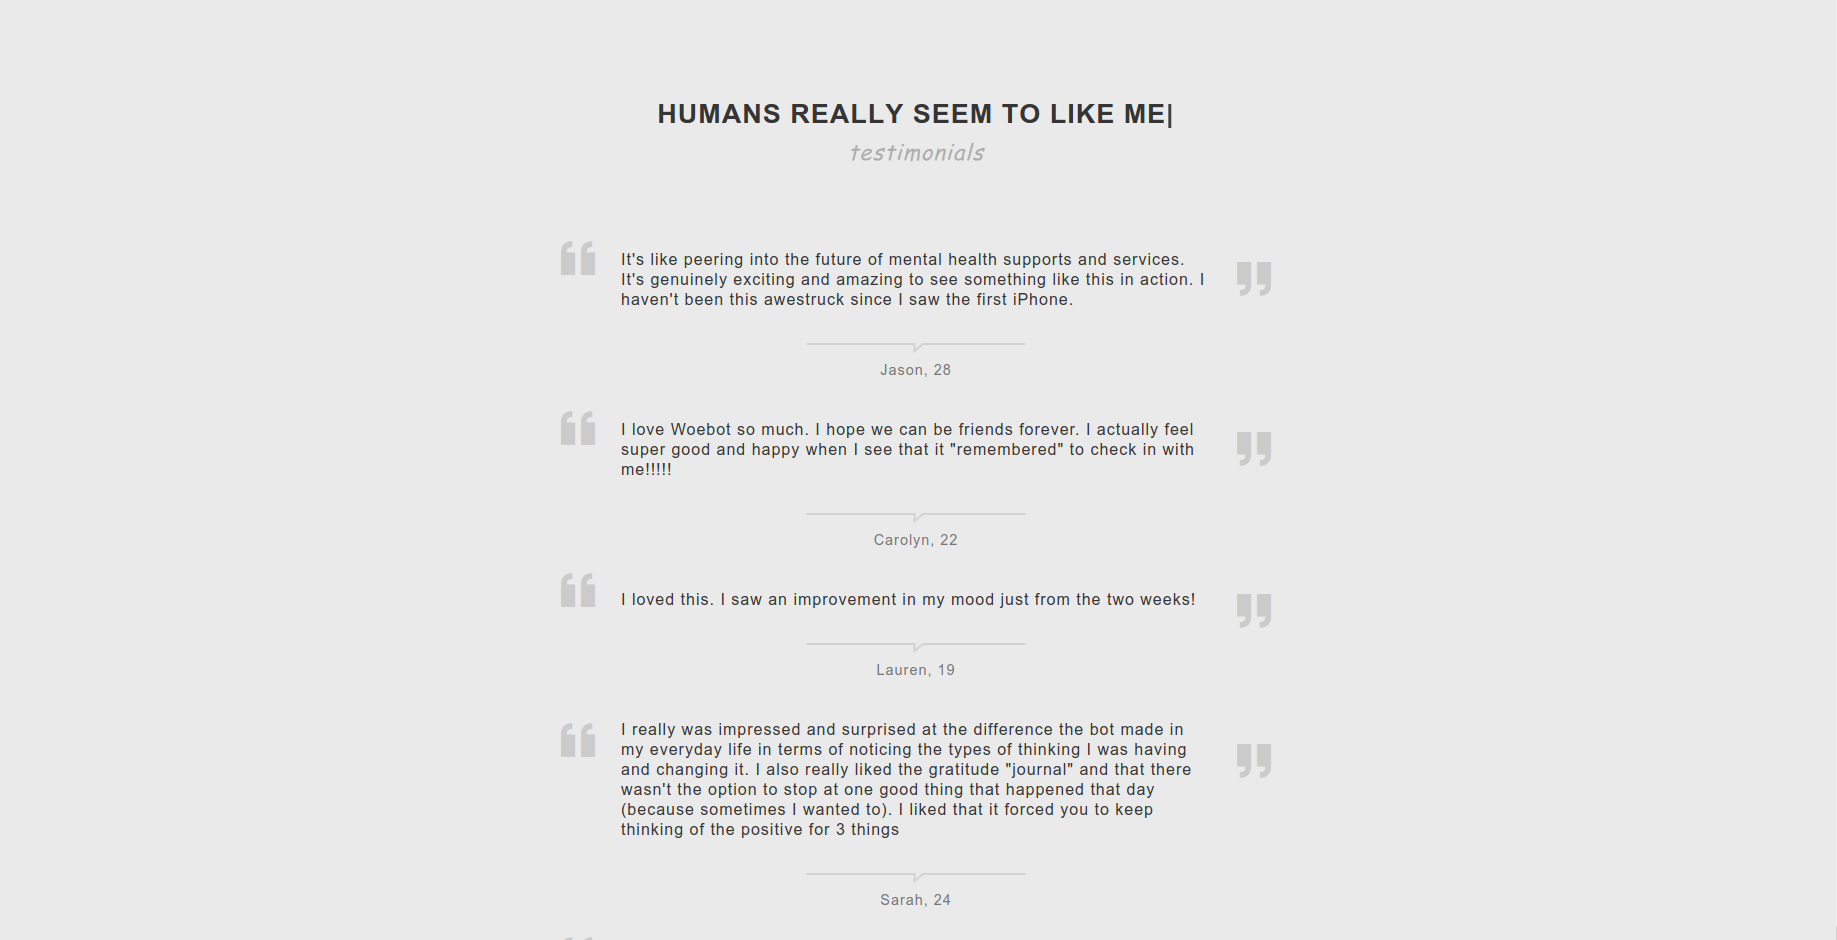 HUMANS REALLY SEEM TO LIKE ME|
testimonials
It's like peering into the future of mental health supports and services.
It's genuinely exciting and amazing to see something like this in action. I
haven't been this awestruck since I saw the first iPhone.
Jason, 28
I love Woebot so much. I hope we can be friends forever. I actually feel
super good and happy when I see that it "remembered" to check in with
me!!!!!
Carolyn, 22
I loved this. I saw an improvement in my mood just from the two weeks!
Lauren, 19
I really was impressed and surprised at the difference the bot made in
my everyday life in terms of noticing the types of thinking I was having
and changing it. I also really liked the gratitude "journal" and that there
wasn't the option to stop at one good thing that happened that day
(because sometimes I wanted to). I liked that it forced you to keep
thinking of the positive for 3 things
Sarah, 24